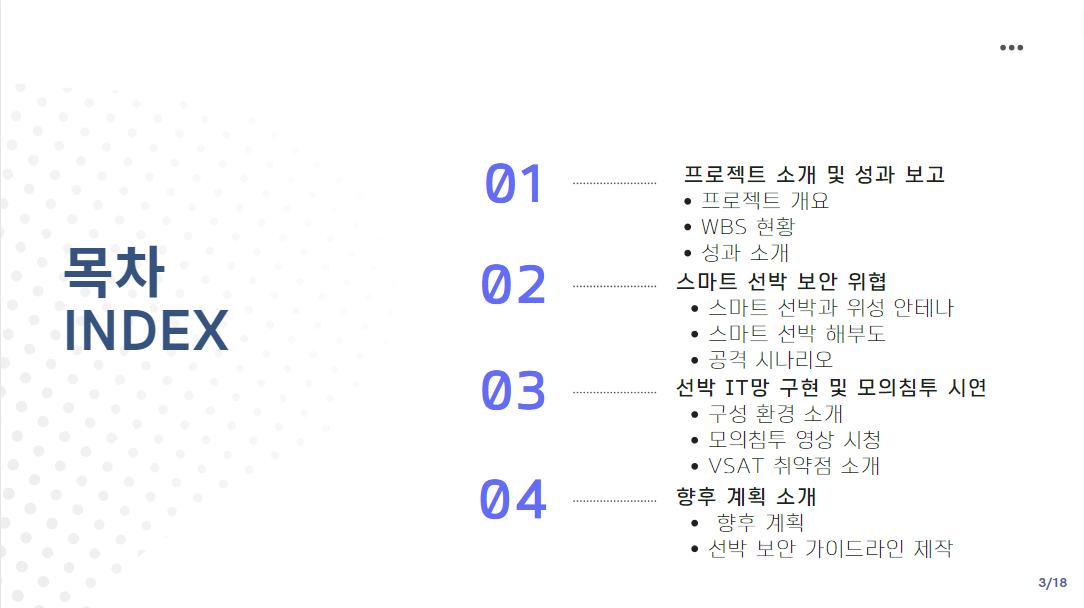 목차
INDEX
01
프로젝트 소개 및 성과 보고
• 프로젝트 개요
• WBS 현황
• 성과 소개
02
스마트 선박 보안 위협
• 스마트 선박과 위성 안테나
• 스마트 선박 해부도
• 공격 시나리오
03
선박 IT망 구현 및 모의침투 시연
• 구성 환경 소개
• 모의침투 영상 시청
• VSAT 취약점 소개
04
향후 계획 소개
• 향후 계획
• 선박 보안 가이드라인 제작
3/18